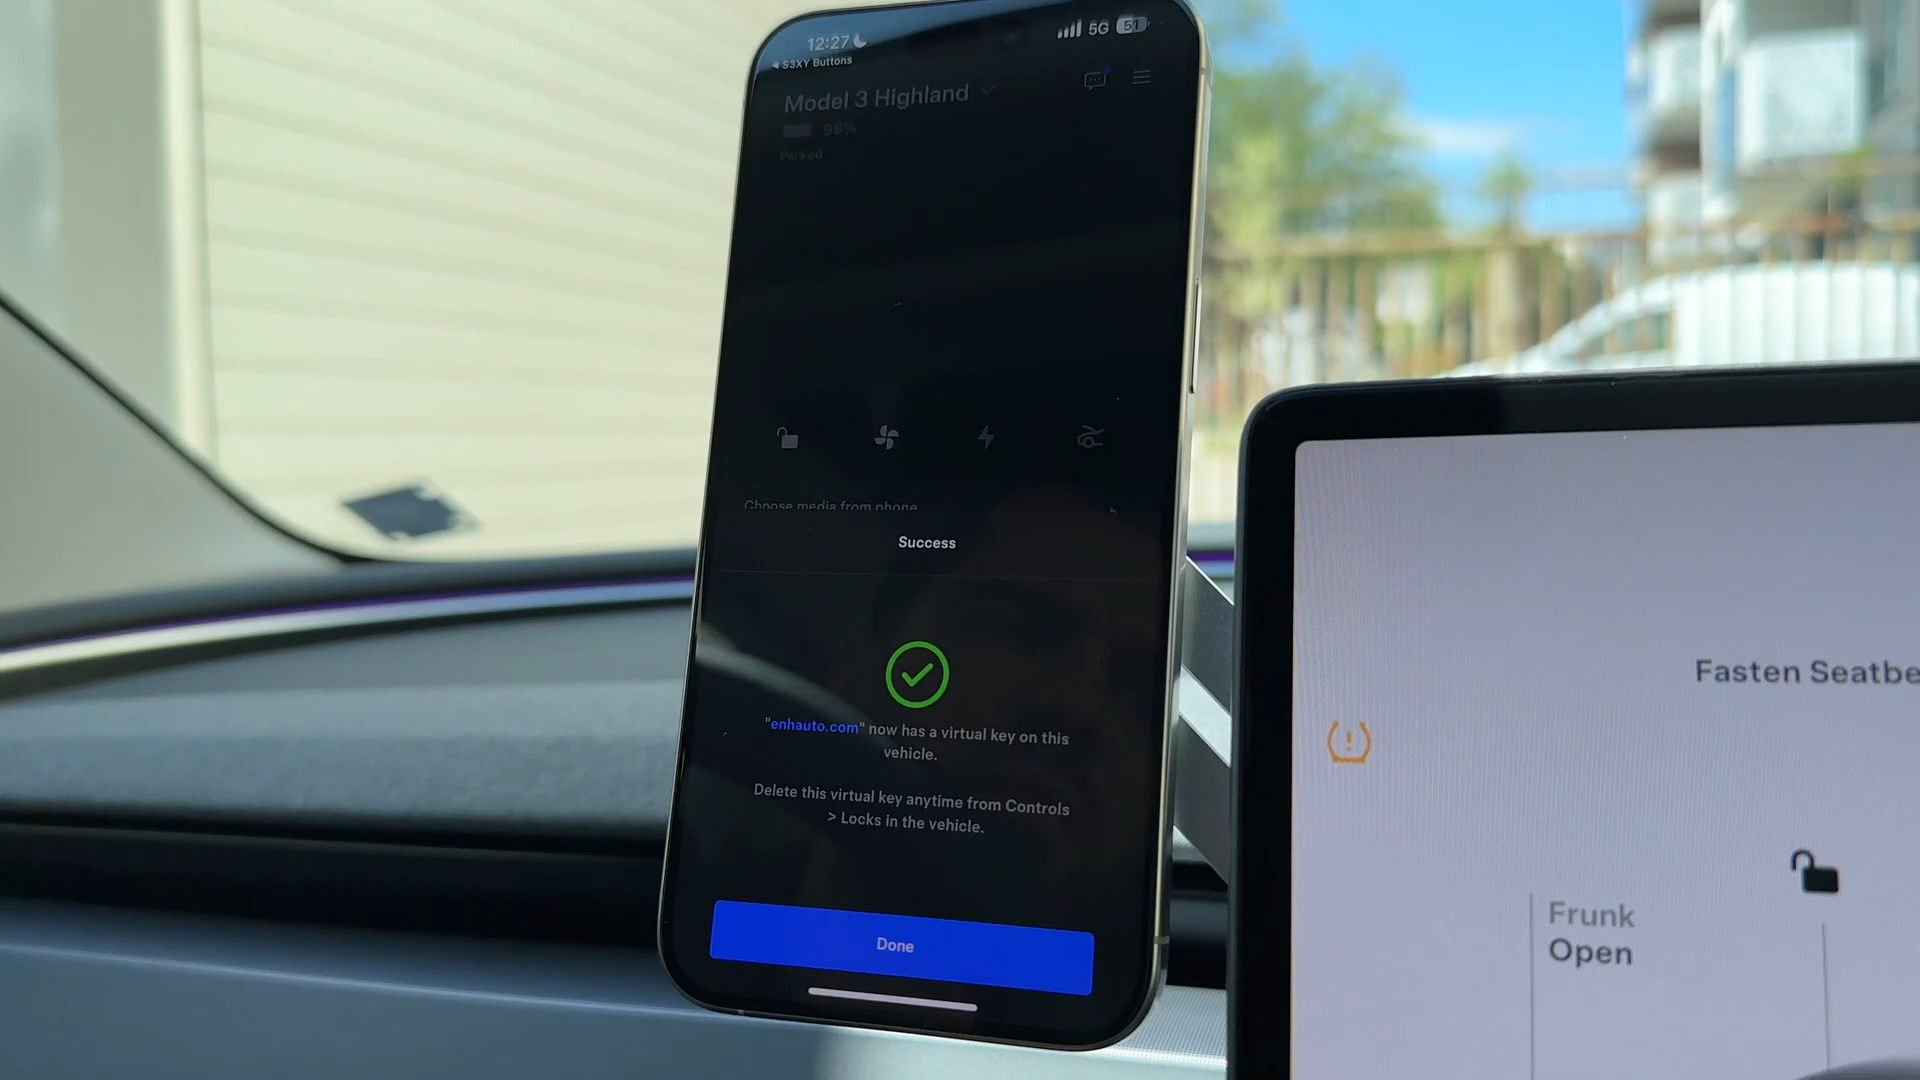 12:27
5G 51
◀ S3XY Buttons
Model 3 Highland
95%
Parked
Choose media from phone
Success
"enhauto.com" now has a virtual key on this
vehicle.
Delete this virtual key anytime from Controls
> Locks in the vehicle.
Done
Fasten Seatbe
Frunk
Open